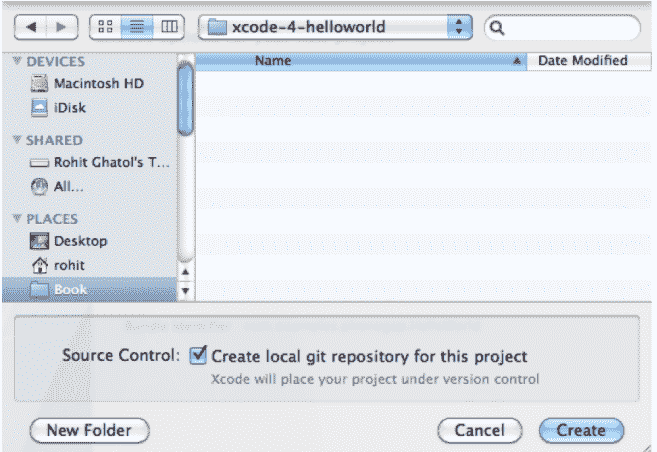 xcode-4-helloworld
DEVICES
Macintosh HD
iDisk
SHARED
Rohit Ghatol's T...
All...
PLACES
Desktop
rohit
Book
Name
Date Modified
Source Control: Create local git repository for this project
Xcode will place your project under version control
New Folder
Cancel
Create